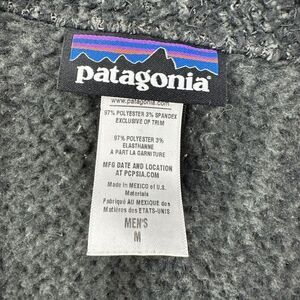 patagonia®
www.patagonia.com
97% POLYESTER 3% SPANDEX
EXCLUSIVE OF TRIM
97% POLYESTER 3%
ELASTHANNE
A PART LA GARNITURE
MFG DATE AND LOCATION
AT PCPSIA.COM
Made in MEXICO of U.S.
Materials
Fabriqué AU MEXIQUE des
Matières des ETATS-UNIS
MEN'S
M